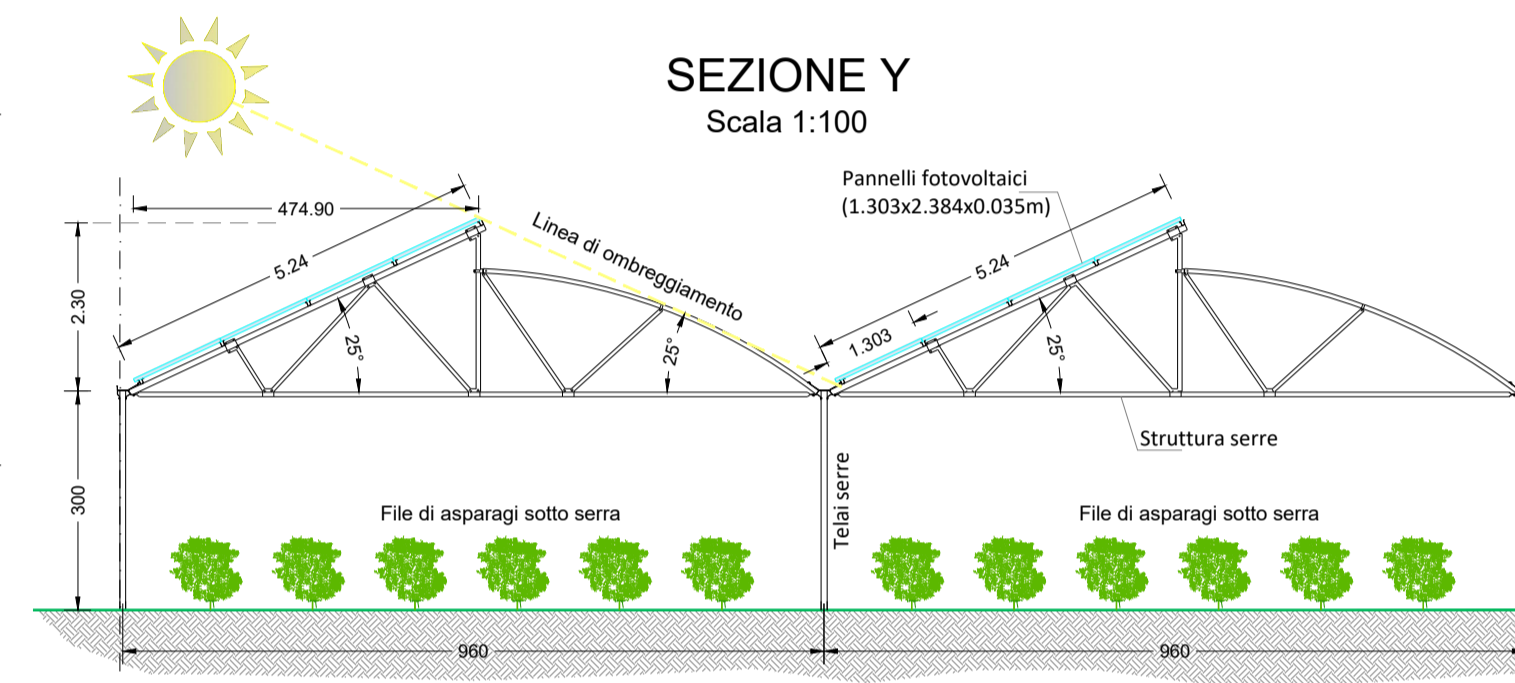 SEZIONE Y
Scala 1:100
Pannelli fotovoltaici
(1.303x2.384x0.035m)
474.90
Linea di ombreggiamento
5.24
5.24
2.30
1.303
25°
25°
25°
Struttura serre
300
Telai serre
File di asparagi sotto serra
File di asparagi sotto serra
960
960